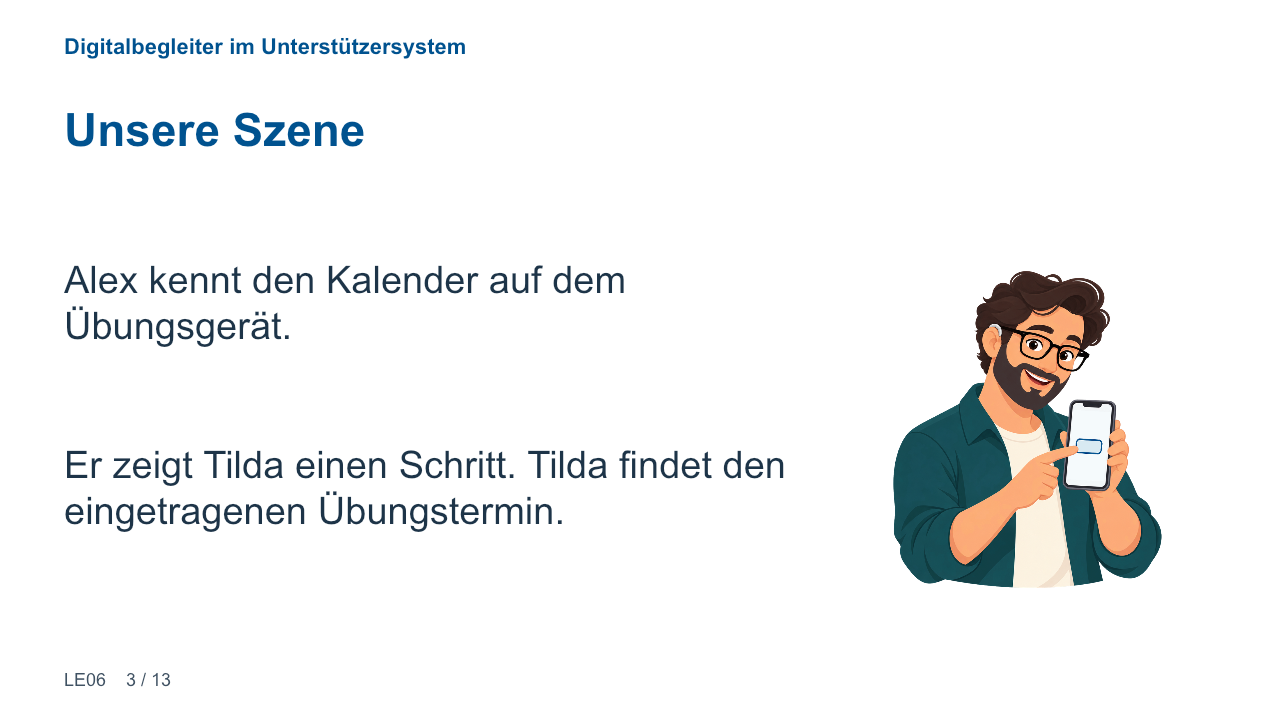 Digitalbegleiter im Unterstützersystem
Unsere Szene
Alex kennt den Kalender auf dem
Übungsgerät.
Er zeigt Tilda einen Schritt. Tilda findet den
eingetragenen Übungstermin.
LE06 3 / 13